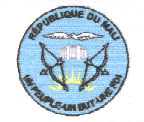 RÉPUBLIQUE DU MALI
UN PEUPLE-UN BUT-UNE FOI